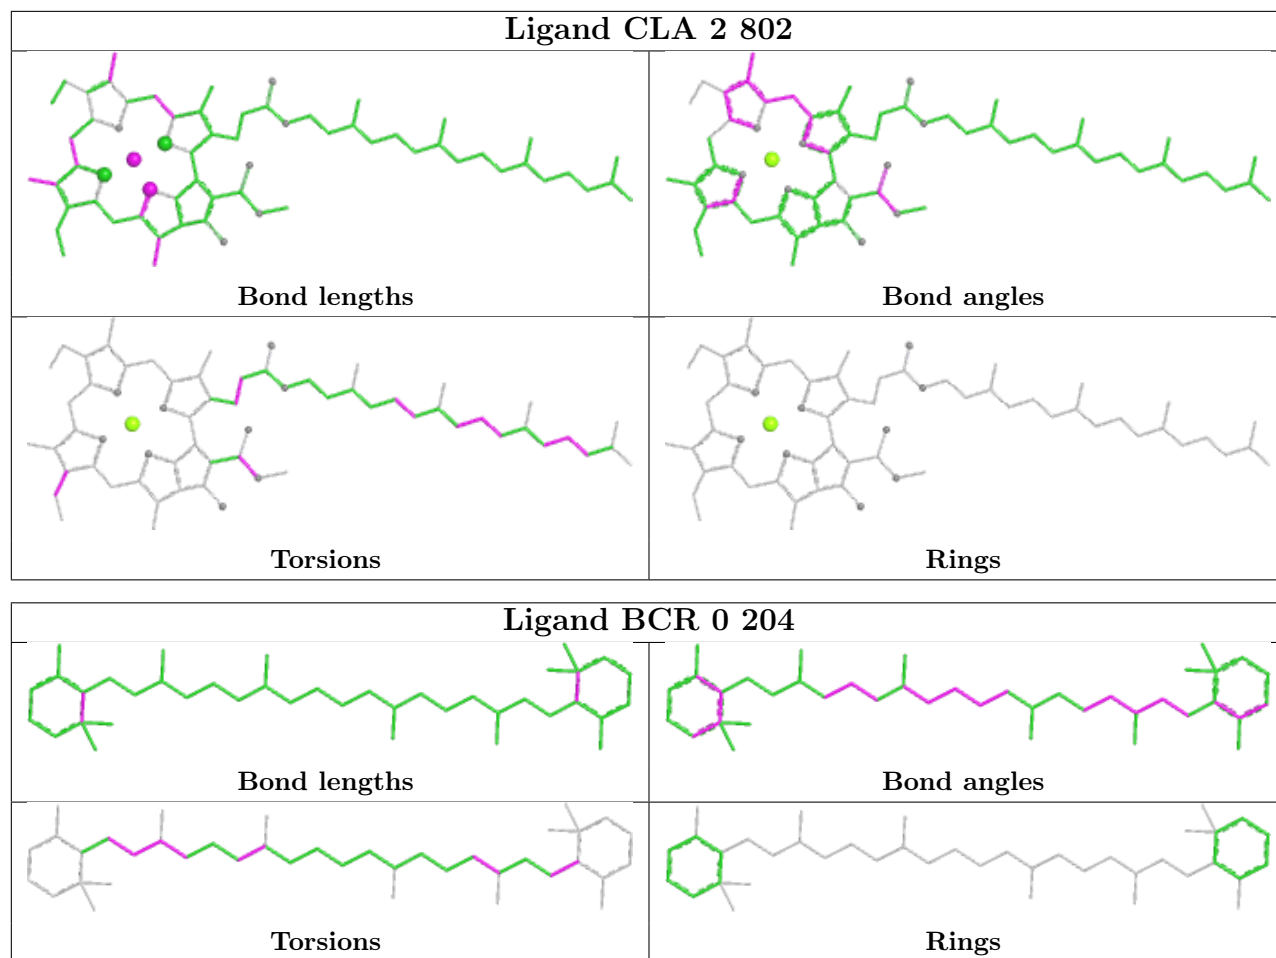 Ligand CLA 2 802
Bond lengths
Bond angles
Torsions
Rings
Ligand BCR 0 204
Bond lengths
Bond angles
Torsions
Rings